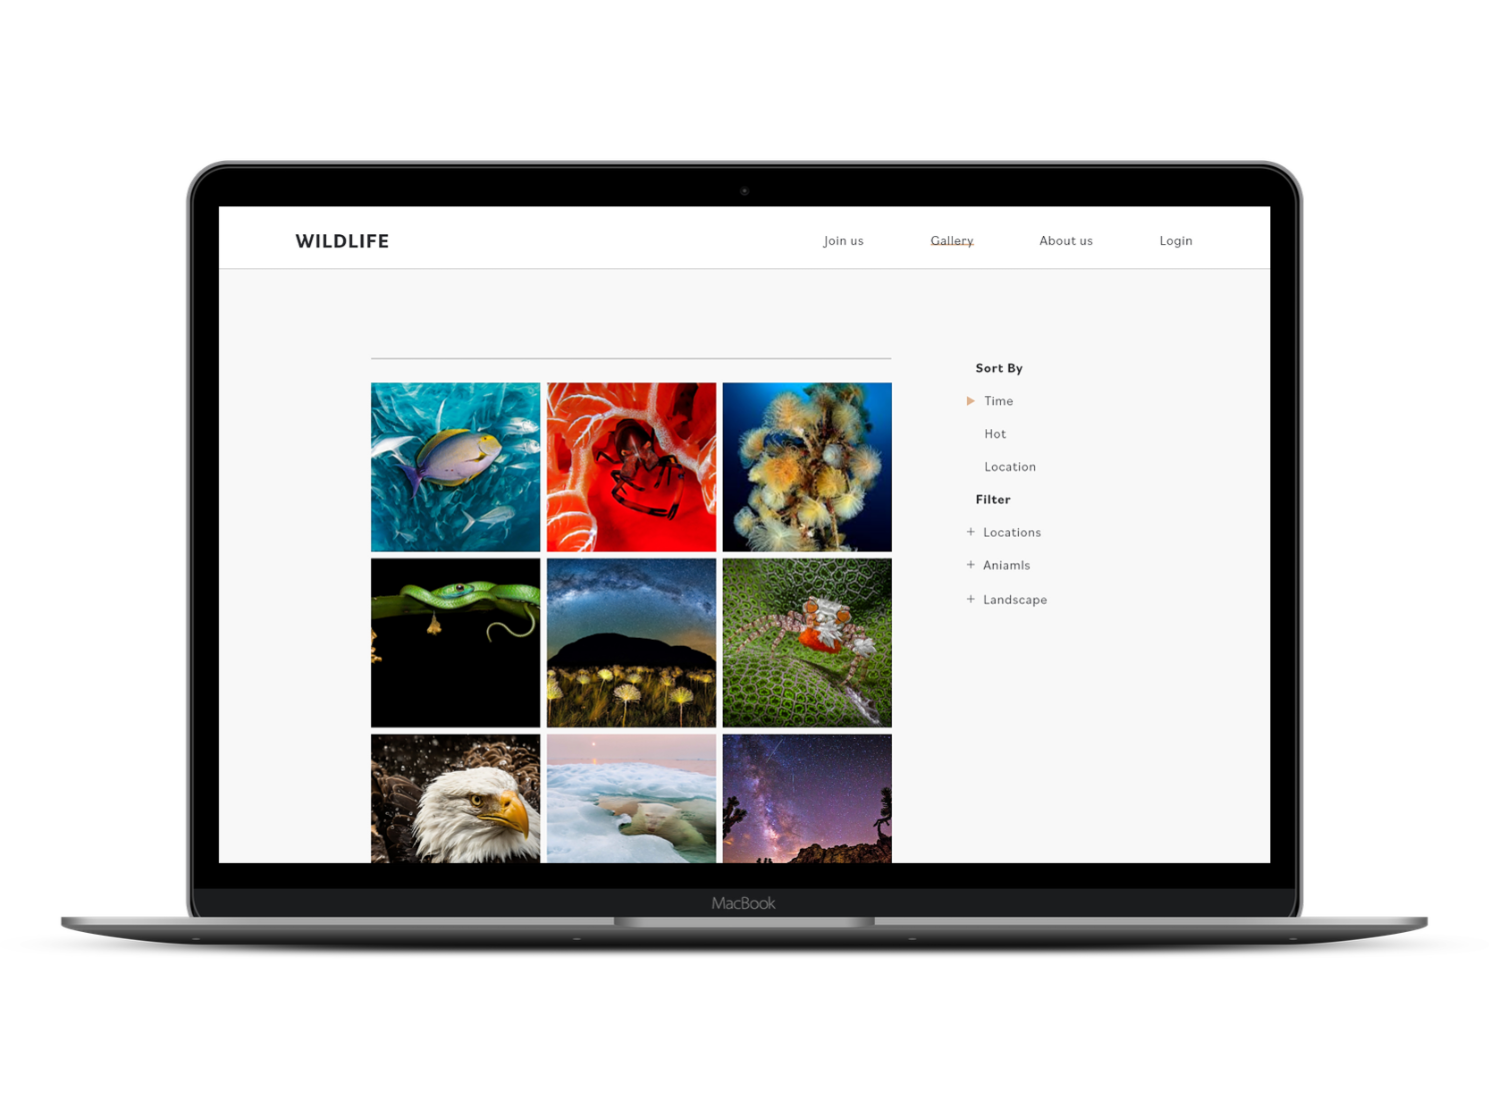 WILDLIFE
Join us
Gallery
About us
Login
Sort By
Time
Hot
Location
Filter
+ Locations
+ Aniamls
+ Landscape
MacBook